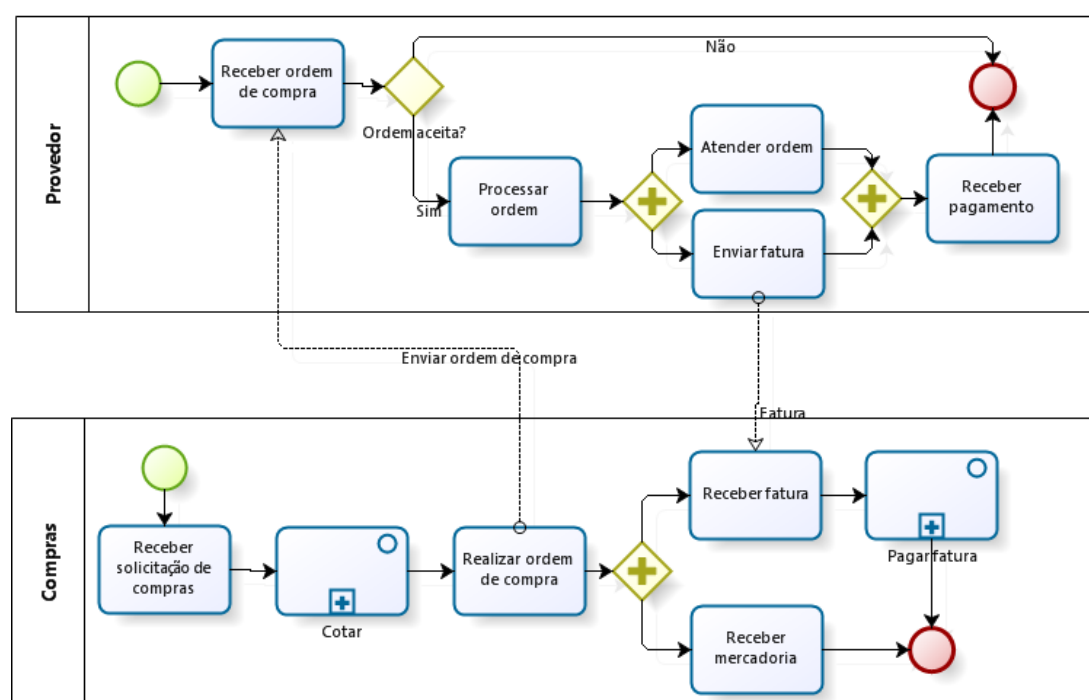 Provedor
Receber ordem
de compra
Não
Ordem aceita?
Sim
Processar
ordem
Atender ordem
Enviar fatura
Receber
pagamento
Enviar ordem de compra
Fatura
Compras
Receber
solicitação de
compras
Cotar
Realizar ordem
de compra
Receber fatura
Pagar fatura
Receber
mercadoria